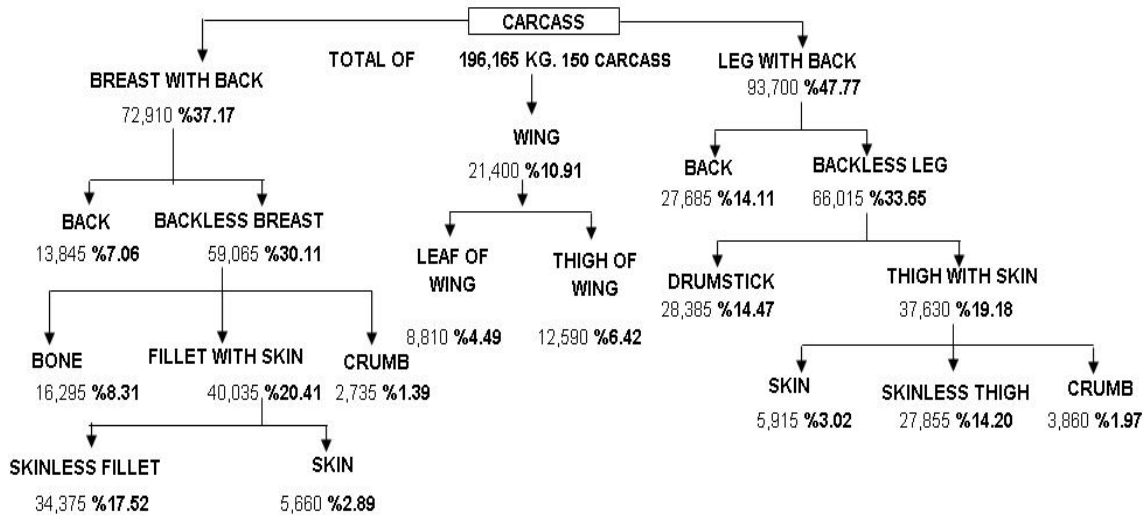 CARCASS
TOTAL OF 196,165 KG. 150 CARCASS
BREAST WITH BACK
72,910 %37.17
LEG WITH BACK
93,700 %47.77
WING
21,400 %10.91
BACK
27,685 %14.11
BACKLESS LEG
66,015 %33.65
BACK
13,845 %7.06
BACKLESS BREAST
59,065 %30.11
LEAF OF
WING
8,810 %4.49
THIGH OF
WING
12,590 %6.42
DRUMSTICK
28,385 %14.47
THIGH WITH SKIN
37,630 %19.18
BONE
16,295 %8.31
FILLET WITH SKIN
40,035 %20.41
CRUMB
2,735 %1.39
SKIN
5,915 %3.02
SKINLESS THIGH
27,855 %14.20
CRUMB
3,860 %1.97
SKINLESS FILLET
34,375 %17.52
SKIN
5,660 %2.89